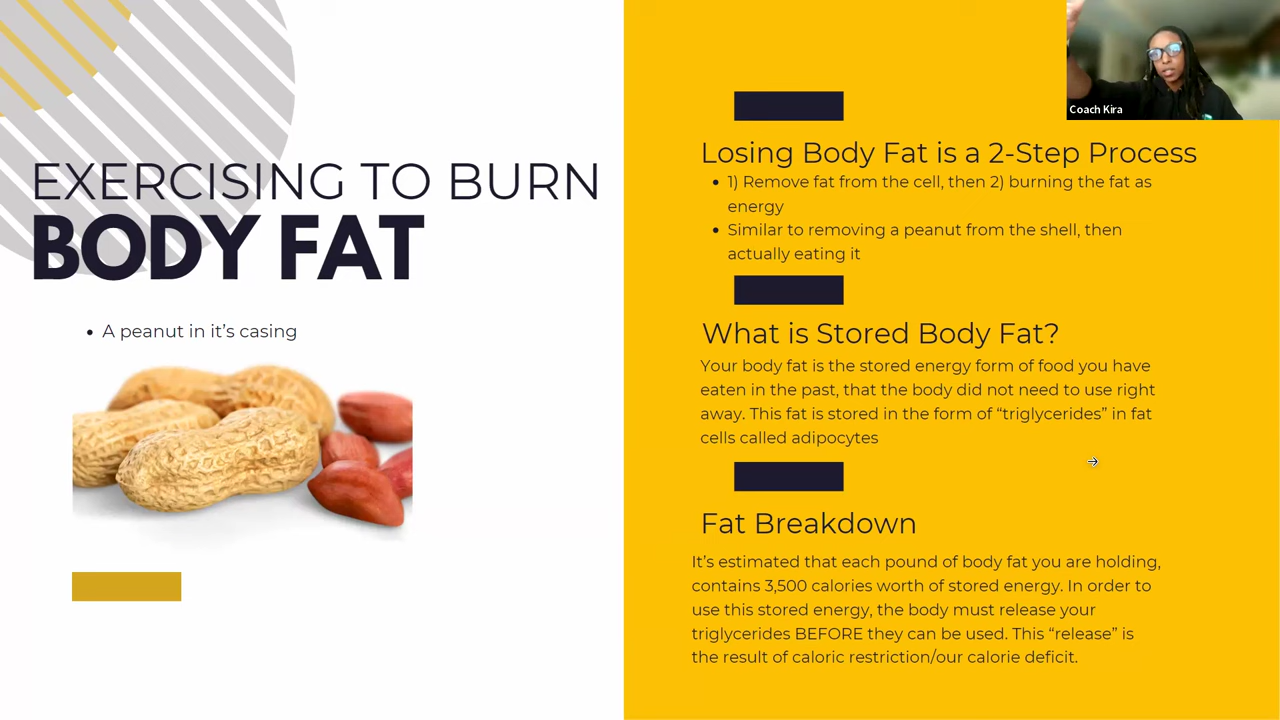 EXERCISING TO BURN
BODY FAT
• A peanut in it's casing
Coach Kira
Losing Body Fat is a 2-Step Process
• 1) Remove fat from the cell, then 2) burning the fat as
energy
• Similar to removing a peanut from the shell, then
actually eating it
What is Stored Body Fat?
Your body fat is the stored energy form of food you have
eaten in the past, that the body did not need to use right
away. This fat is stored in the form of “triglycerides” in fat
cells called adipocytes
Fat Breakdown
It’s estimated that each pound of body fat you are holding,
contains 3,500 calories worth of stored energy. In order to
use this stored energy, the body must release your
triglycerides BEFORE they can be used. This “release” is
the result of caloric restriction/our calorie deficit.